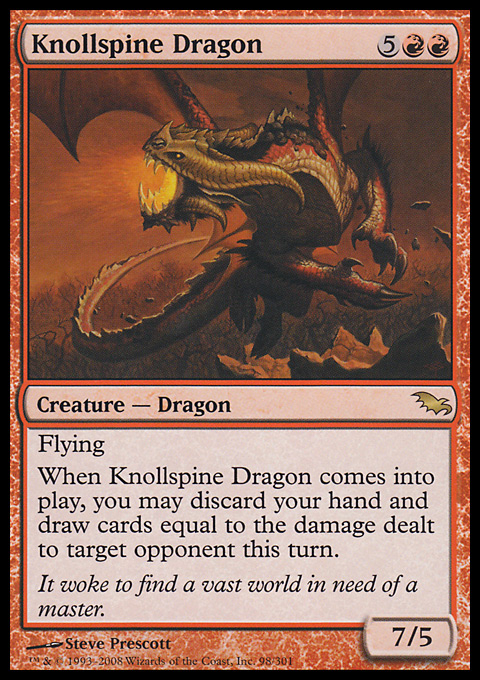 Knollspine Dragon 5
Creature — Dragon
Flying
When Knollspine Dragon comes into
play, you may discard your hand and
draw cards equal to the damage dealt
to target opponent this turn.
It woke to find a vast world in need of a
master.
Steve Prescott
7/5
™ & © 1993–2008 Wizards of the Coast, Inc. 98/301